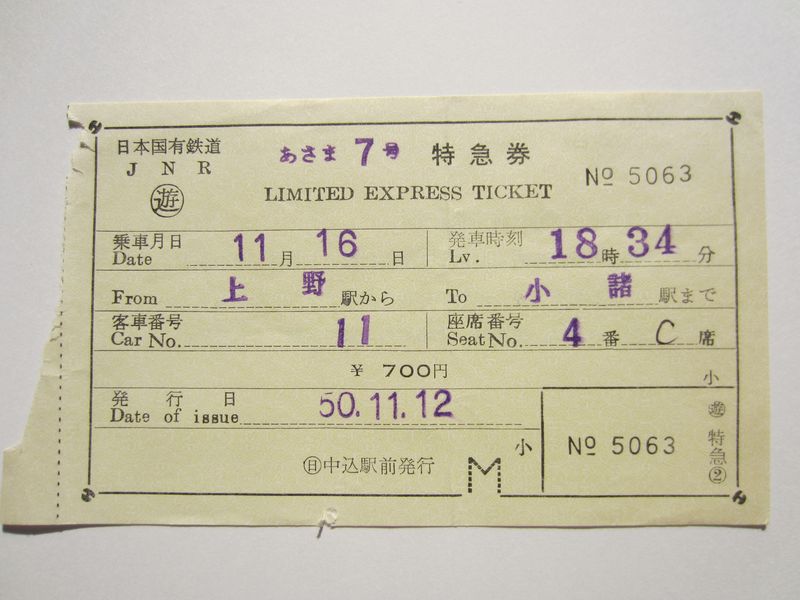 日本国有鉄道 あさま 7 号 特急券
JNR LIMITED EXPRESS TICKET № 5063
遊
乗車月日 11 月 16 日 発車時刻 18 時 34 分
Date Lv.
From 上野 駅から To 小諸 駅まで
客車番号 11 座席番号 4 番 C 席
Car No. Seat No.
¥ 700円
小
発行日 50.11.12
Date of issue
小 № 5063
㊐中込駅前発行 M
遊 特急②